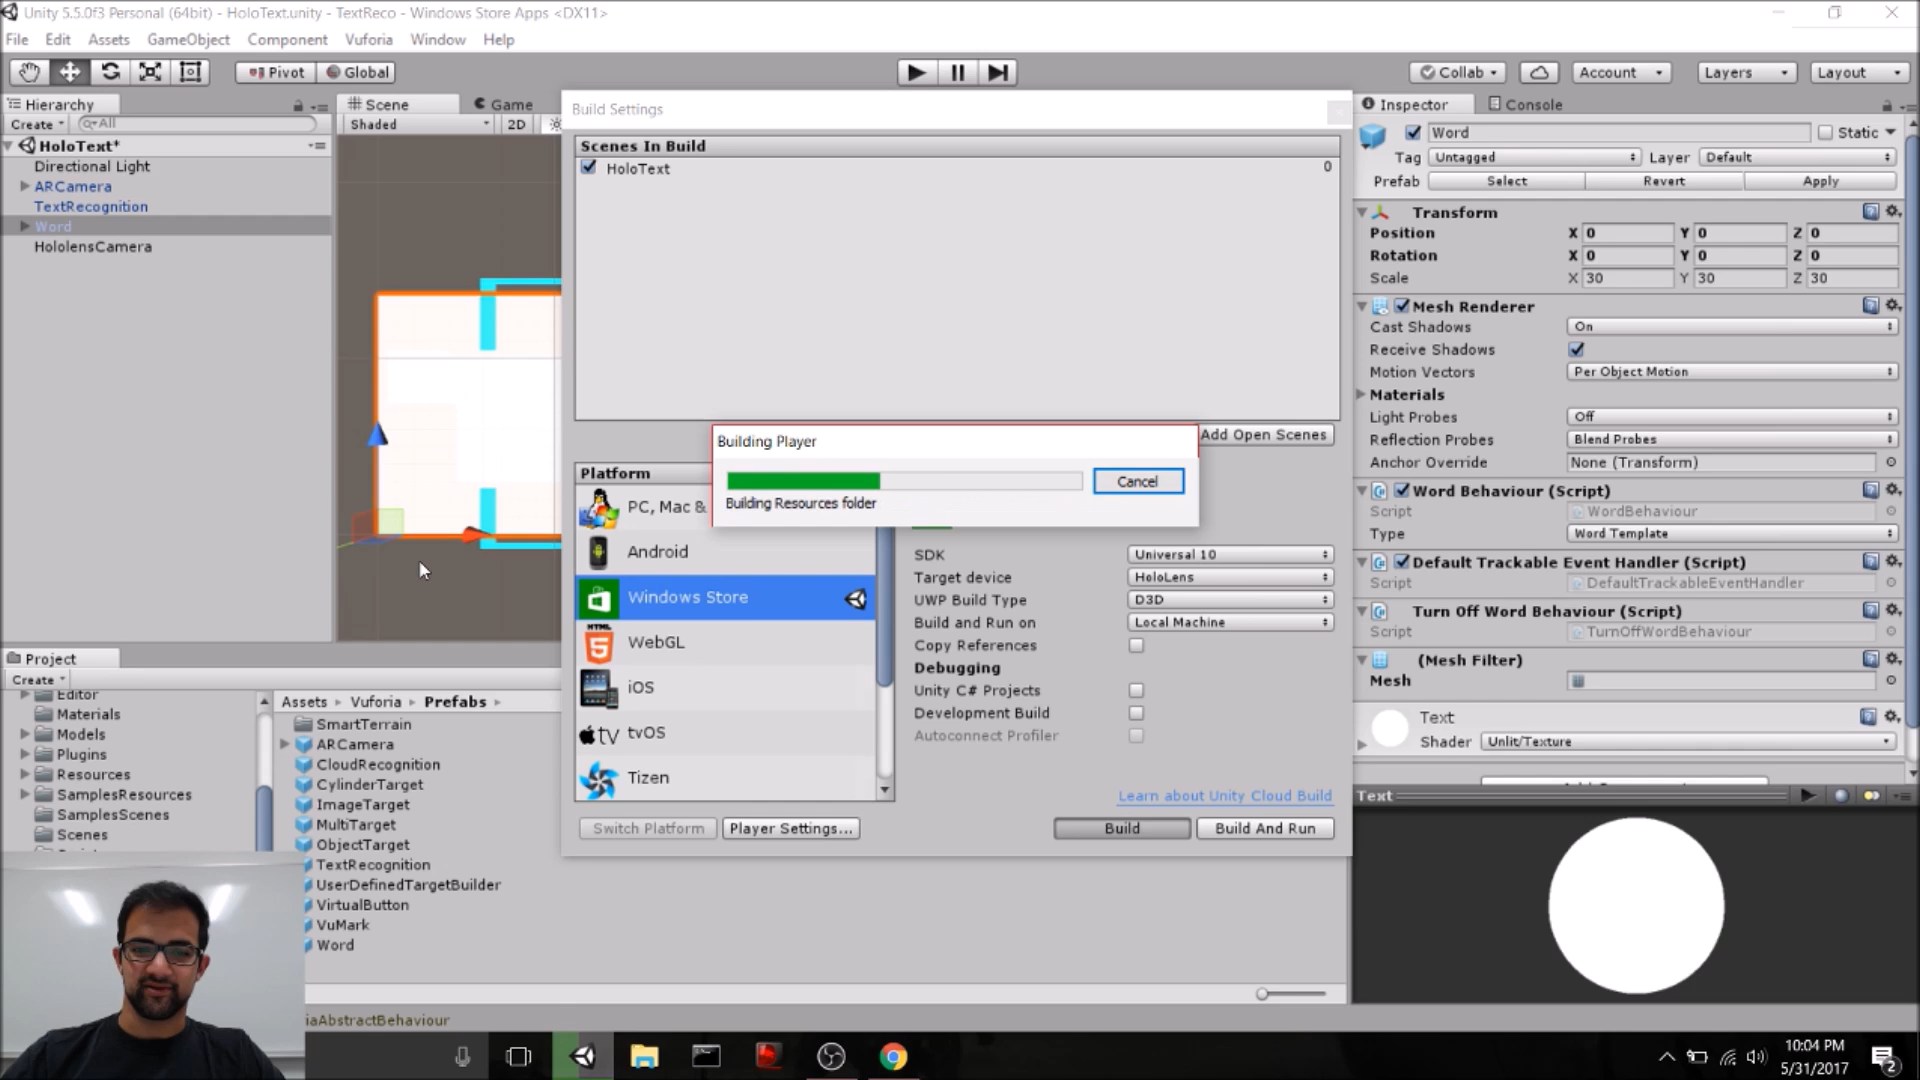 Unity 5.5.0f3 Personal (64bit) - HoloText.unity - TextReco - Windows Store Apps <DX11>
File Edit Assets GameObject Component Vuforia Window Help
Pivot Global Collab Account Layers Layout
Hierarchy
Create All
HoloText*
Directional Light
ARCamera
TextRecognition
Word
HololensCamera
Scene Game
Shaded 2D
Build Settings
Scenes In Build
HoloText 0
Add Open Scenes
Building Player
Cancel
Building Resources folder
Platform
PC, Mac &
Android
Windows Store
HTML
WebGL
iOS
tv tvOS
Tizen
SDK Universal 10
Target device HoloLens
UWP Build Type D3D
Build and Run on Local Machine
Copy References
Debugging
Unity C# Projects
Development Build
Autoconnect Profiler
Learn about Unity Cloud Build
Switch Platform Player Settings... Build Build And Run
Inspector Console
Word Static
Tag Untagged Layer Default
Prefab Select Revert Apply
Transform
Position X 0 Y 0 Z 0
Rotation X 0 Y 0 Z 0
Scale X 30 Y 30 Z 30
Mesh Renderer
Cast Shadows On
Receive Shadows
Motion Vectors Per Object Motion
Materials
Light Probes Off
Reflection Probes Blend Probes
Anchor Override None (Transform)
Word Behaviour (Script)
Script WordBehaviour
Type Word Template
Default Trackable Event Handler (Script)
Script DefaultTrackableEventHandler
Turn Off Word Behaviour (Script)
Script TurnOffWordBehaviour
(Mesh Filter)
Mesh
Text
Shader Unlit/Texture
Text
Project
Create
Editor
Materials
Models
Plugins
Resources
SamplesResources
SamplesScenes
Scenes
Assets Vuforia Prefabs
SmartTerrain
ARCamera
CloudRecognition
CylinderTarget
ImageTarget
MultiTarget
ObjectTarget
TextRecognition
UserDefinedTargetBuilder
VirtualButton
VuMark
Word
iaAbstractBehaviour
10:04 PM
5/31/2017
2